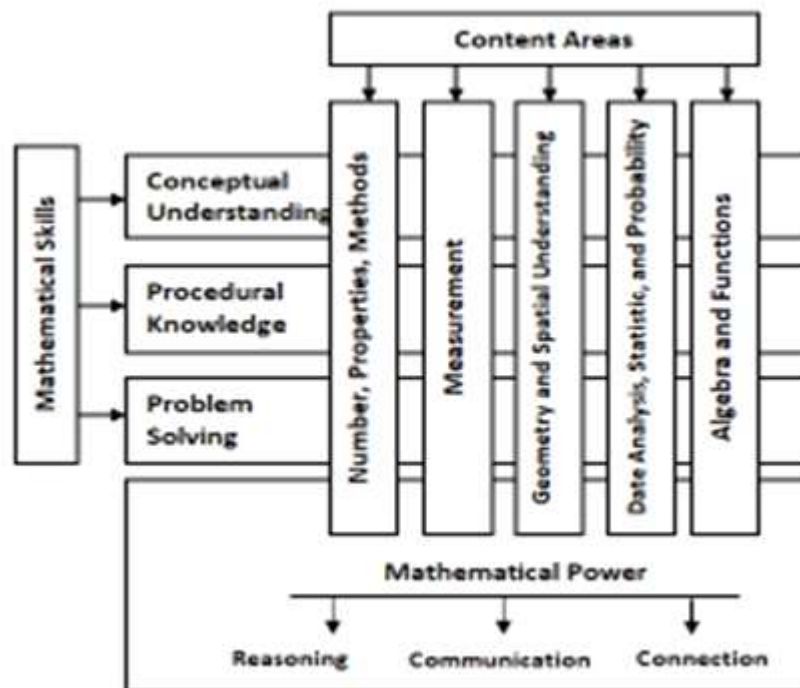 Content Areas
Mathematical Skills
Conceptual
Understanding
Procedural
Knowledge
Problem
Solving
Number, Properties, Methods
Measurement
Geometry and Spatial Understanding
Date Analysis, Statistic, and Probability
Algebra and Functions
Mathematical Power
Reasoning
Communication
Connection